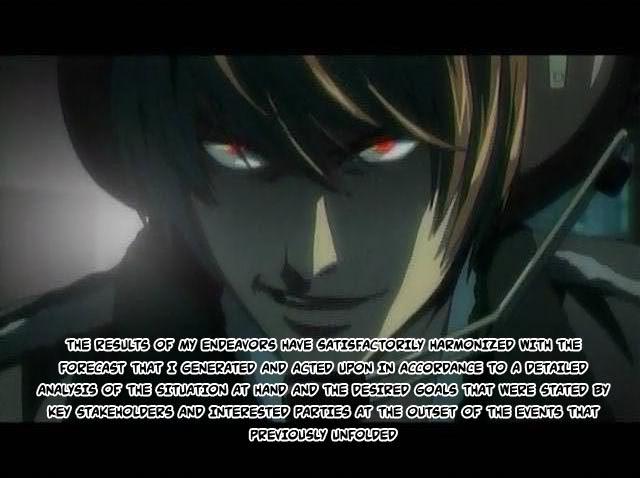 THE RESULTS OF MY ENDEAVORS HAVE SATISFACTORILY HARMONIZED WITH THE
FORECAST THAT I GENERATED AND ACTED UPON IN ACCORDANCE TO A DETAILED
ANALYSIS OF THE SITUATION AT HAND AND THE DESIRED GOALS THAT WERE STATED BY
KEY STAKEHOLDERS AND INTERESTED PARTIES AT THE OUTSET OF THE EVENTS THAT
PREVIOUSLY UNFOLDED